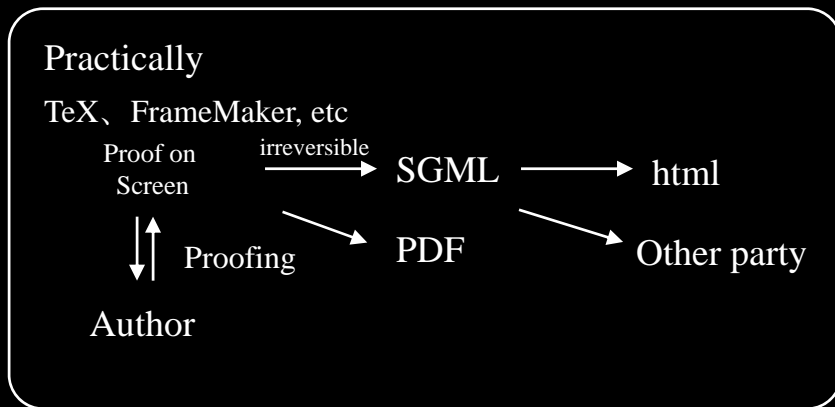 Practically
TeX、FrameMaker, etc
Proof on
Screen
irreversible
SGML
html
Proofing
PDF
Other party
Author